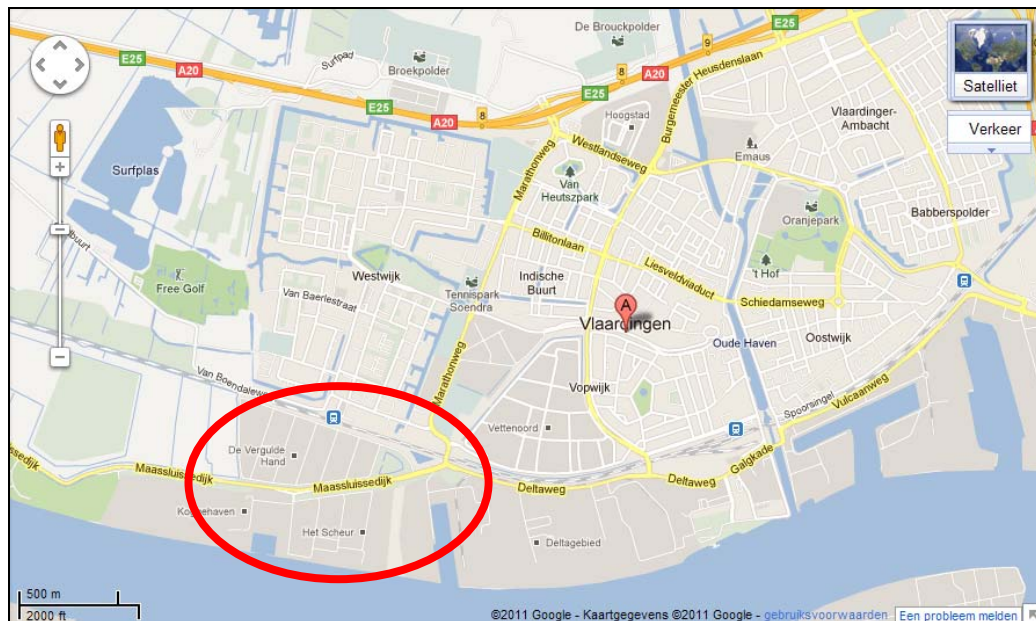 De Brouckpolder
Satelliet
Verkeer
E25
A20
Surfpad
Broekpolder
8
9
A20
E25
Burgemeester Heusdenslaan
E25
A20
8
Hoogstad
Vlaardinger-
Ambacht
Westlandseweg
Emaus
Surfplas
Marathonweg
Van
Heutszpark
Oranjepark
Babberspolder
Billitonlaan
Free Golf
Westwijk
Indische
Buurt
Liesveldviaduct
't Hof
Van Baerlestraat
Tennispark
Soendra
Schiedamseweg
A
Vlaardingen
Oude Haven
Oostwijk
Marathonweg
Van Boendalewe
Vopwijk
Vulcaanweg
Spoorsingel
Vettenoord
De Vergulde
Hand
Galgkade
Maassluissedijk
Maassluissedijk
Deltaweg
Deltaweg
Koggehaven
Het Scheur
Deltagebied
500 m
2000 ft
©2011 Google - Kaartgegevens ©2011 Google - gebruiksvoorwaarden
Een probleem melden